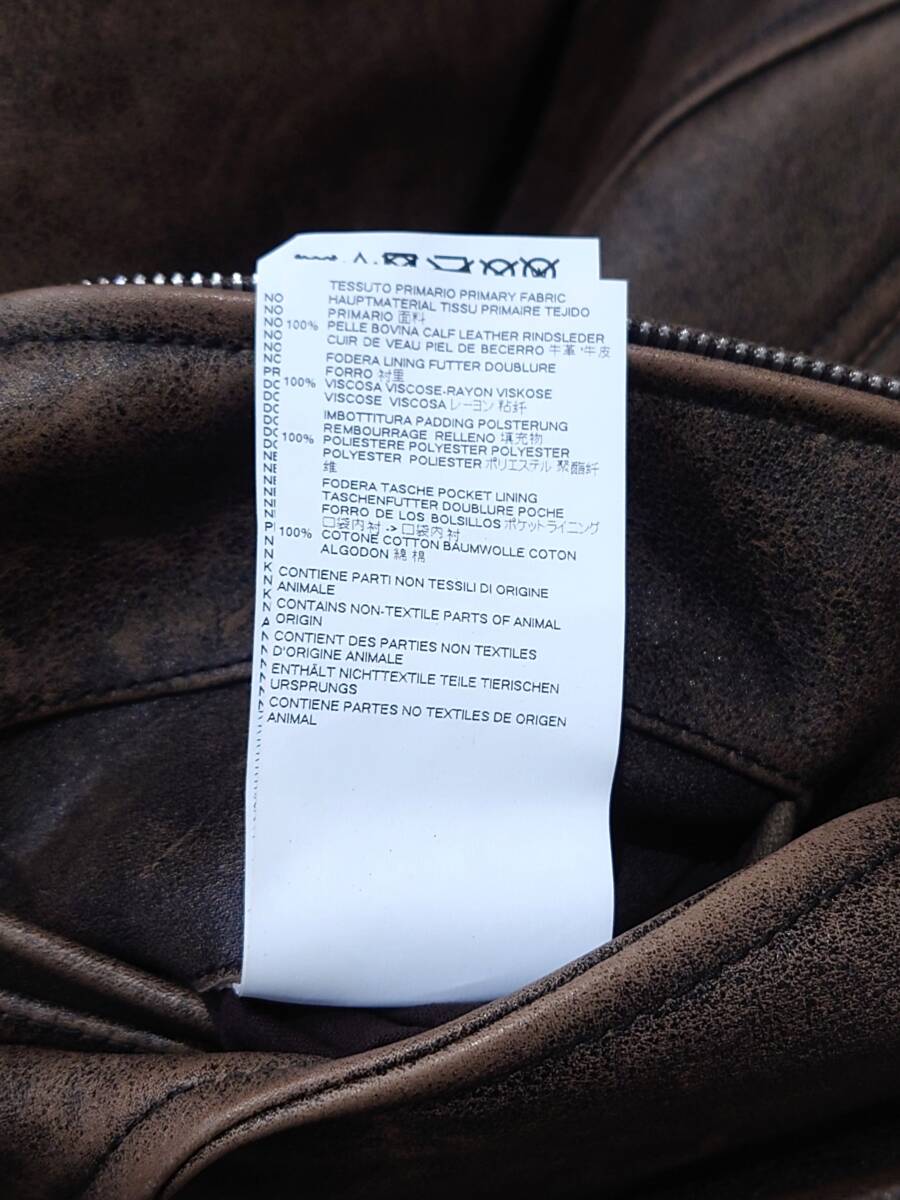 TESSUTO PRIMARIO PRIMARY FABRIC
HAUPTMATERIAL TISSU PRIMAIRE TEJIDO
PRIMARIO 面料
100% PELLE BOVINA CALF LEATHER RINDSLEDER
CUIR DE VEAU PIEL DE BECERRO 牛革 '牛皮
FODERA LINING FUTTER DOUBLURE
FORRO 衬里
100% VISCOSA VISCOSE-RAYON VISKOSE
VISCOSE VISCOSA レーヨン 粘纤
IMBOTTITURA PADDING POLSTERUNG
REMBOURRAGE RELLENO 填充物
100% POLIESTERE POLYESTER POLYESTER
POLYESTER POLIESTER ポリエステル 聚酯纤
维
FODERA TASCHE POCKET LINING
TASCHENFUTTER DOUBLURE POCHE
FORRO DE LOS BOLSILLOS ポケットライニング
口袋内衬 -> 口袋内衬
100% COTONE COTTON BAUMWOLLE COTON
ALGODON 綿 棉
CONTIENE PARTI NON TESSILI DI ORIGINE
ANIMALE
CONTAINS NON-TEXTILE PARTS OF ANIMAL
ORIGIN
CONTIENT DES PARTIES NON TEXTILES
D'ORIGINE ANIMALE
ENTHÄLT NICHTTEXTILE TEILE TIERISCHEN
URSPRUNGS
CONTIENE PARTES NO TEXTILES DE ORIGEN
ANIMAL